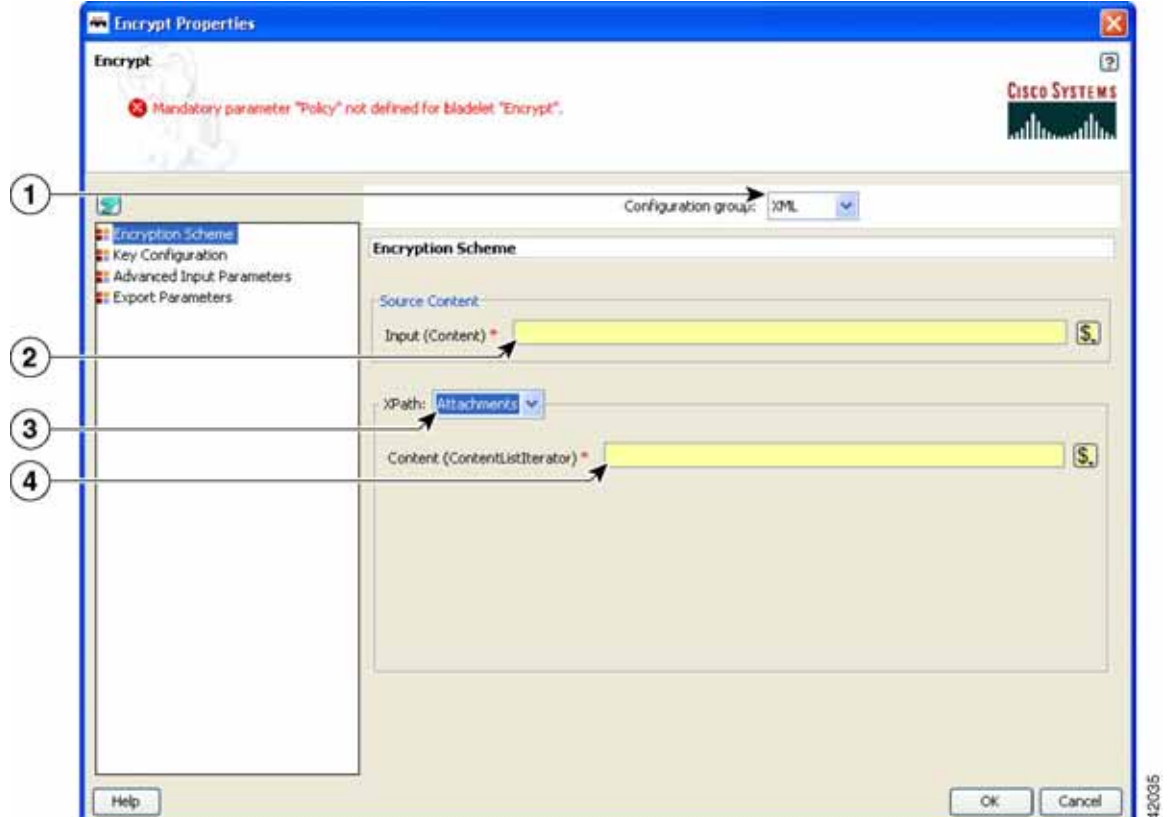 Encrypt Properties
Encrypt
Mandatory parameter "Policy" not defined for bladelet "Encrypt".
CISCO SYSTEMS
1
Configuration group: XML
Encryption Scheme
Key Configuration
Advanced Input Parameters
Export Parameters
Encryption Scheme
Source Content
Input (Content) *
$
2
XPath: Attachments
3
Content (ContentListIterator) *
$
4
Help
OK
Cancel
42035